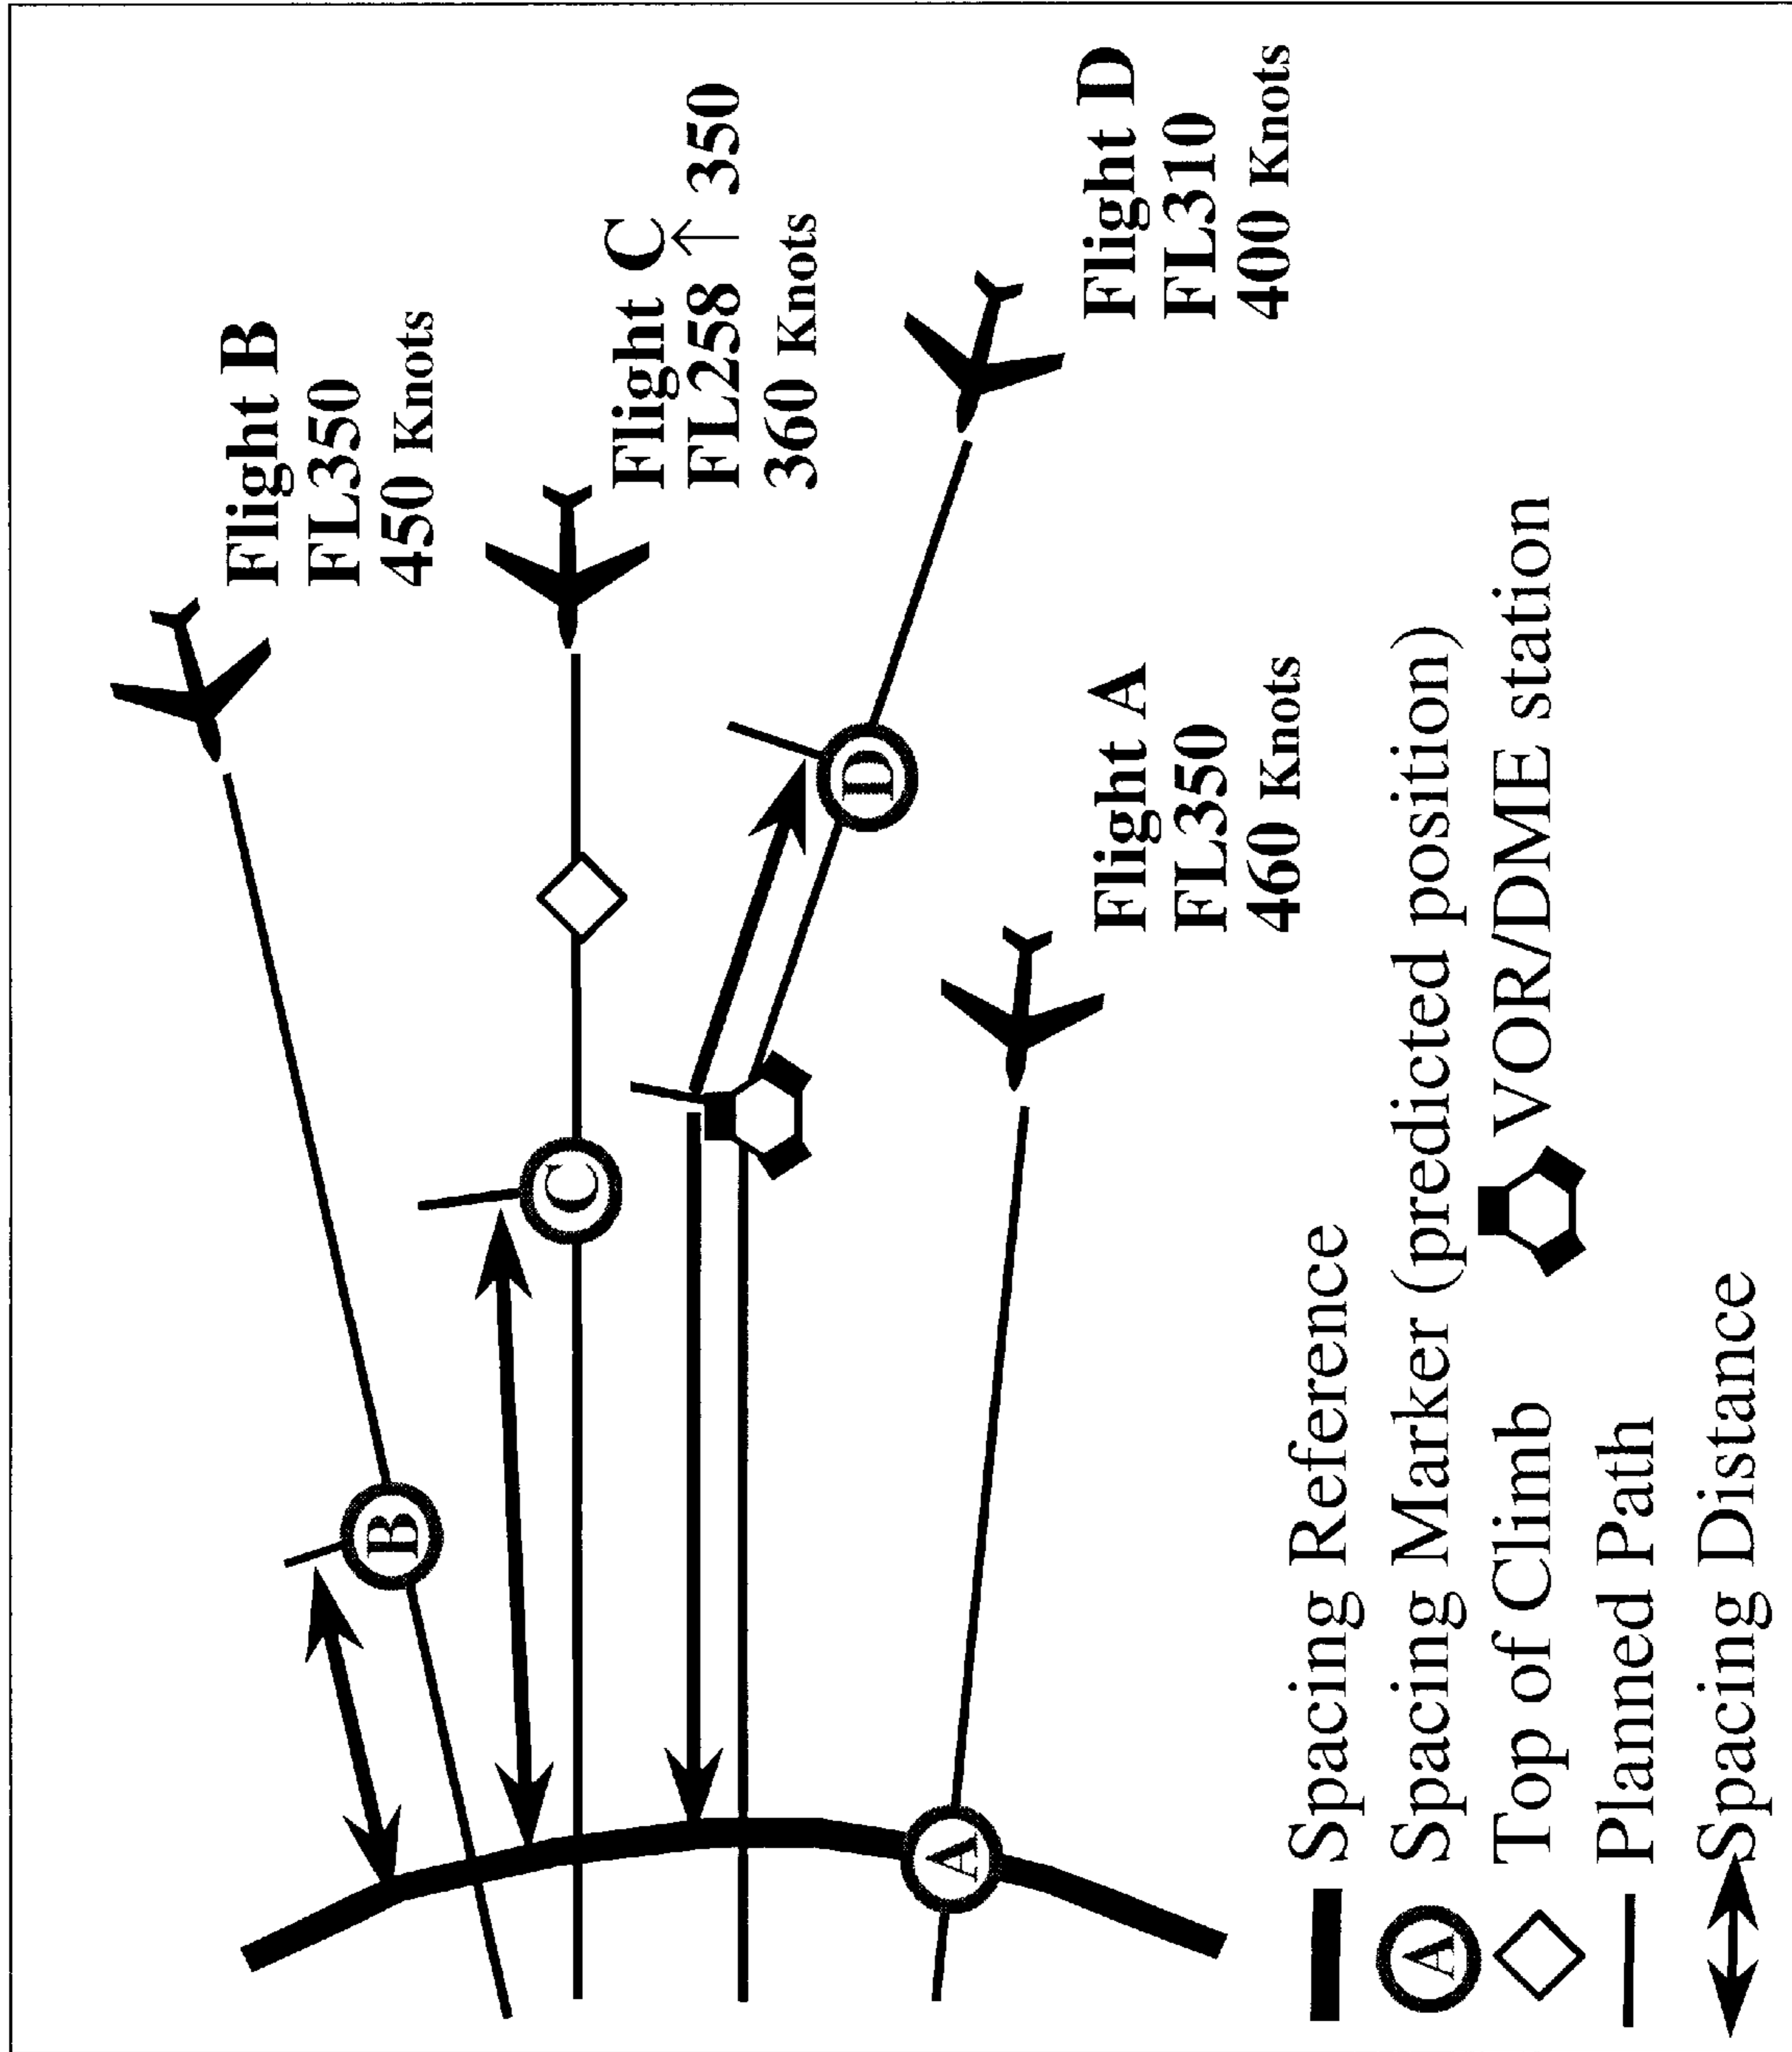 Flight B
FL350
450 Knots
Flight C
FL258 → 350
360 Knots
Flight D
FL310
400 Knots
Flight A
FL350
460 Knots
B
C
D
A
Spacing Reference
A Spacing Marker (predicted position)
Top of Climb
VOR/DME station
Planned Path
Spacing Distance